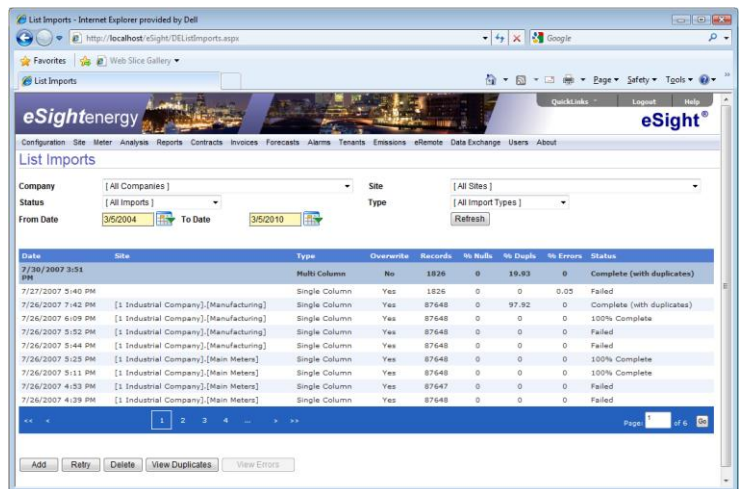 List Imports - Internet Explorer provided by Dell
http://localhost/eSight/DEListImports.aspx
Google
Favorites Web Slice Gallery
List Imports
Page Safety Tools
eSightenergy
QuickLinks Logout Help
eSight®
Configuration Site Meter Analysis Reports Contracts Invoices Forecasts Alarms Tenants Emissions eRemote Data Exchange Users About
List Imports
Company [ All Companies ] Site [ All Sites ]
Status [ All Imports ] Type [ All Import Types ]
From Date 3/5/2004 To Date 3/5/2010 Refresh
Date Site Type Overwrite Records % Nulls % Dupls % Errors Status
7/30/2007 3:51 PM Multi Column No 1826 0 19.93 0 Complete (with duplicates)
7/27/2007 5:40 PM Single Column Yes 1826 0 0 0.05 Failed
7/26/2007 7:42 PM [1 Industrial Company].[Manufacturing] Single Column Yes 87648 0 97.92 0 Complete (with duplicates)
7/26/2007 6:09 PM [1 Industrial Company].[Manufacturing] Single Column Yes 87648 0 0 0 100% Complete
7/26/2007 5:52 PM [1 Industrial Company].[Manufacturing] Single Column Yes 87648 0 0 0 Failed
7/26/2007 5:44 PM [1 Industrial Company].[Manufacturing] Single Column Yes 87648 0 0 0 Failed
7/26/2007 5:25 PM [1 Industrial Company].[Main Meters] Single Column Yes 87648 0 0 0 100% Complete
7/26/2007 5:11 PM [1 Industrial Company].[Main Meters] Single Column Yes 87648 0 0 0 100% Complete
7/26/2007 4:53 PM [1 Industrial Company].[Main Meters] Single Column Yes 87647 0 0 0 Failed
7/26/2007 4:39 PM [1 Industrial Company].[Main Meters] Single Column Yes 87648 0 0 0 Failed
<< < 1 2 3 4 ... > >> Page: 1 of 6 Go
Add Retry Delete View Duplicates View Errors